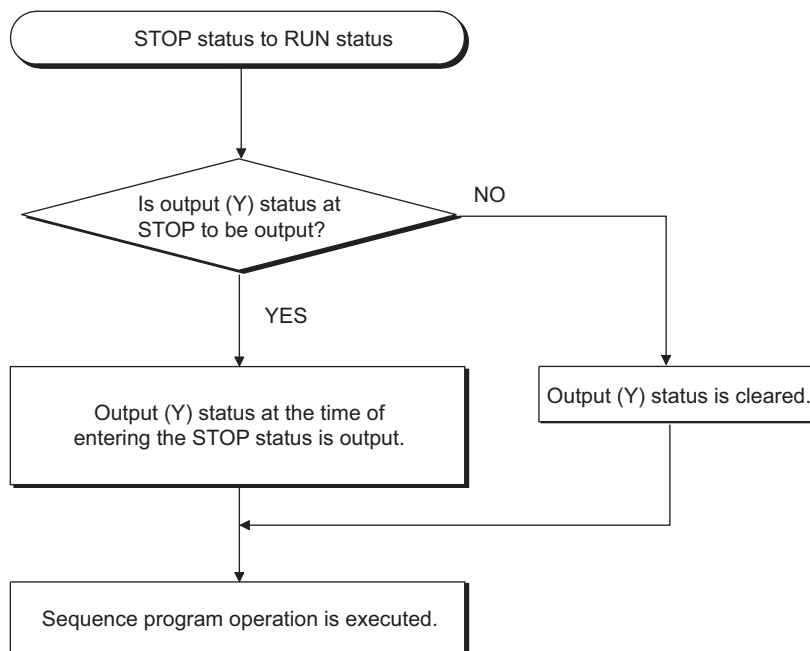 STOP status to RUN status
Is output (Y) status at
STOP to be output?
NO
YES
Output (Y) status at the time of
entering the STOP status is output.
Output (Y) status is cleared.
Sequence program operation is executed.